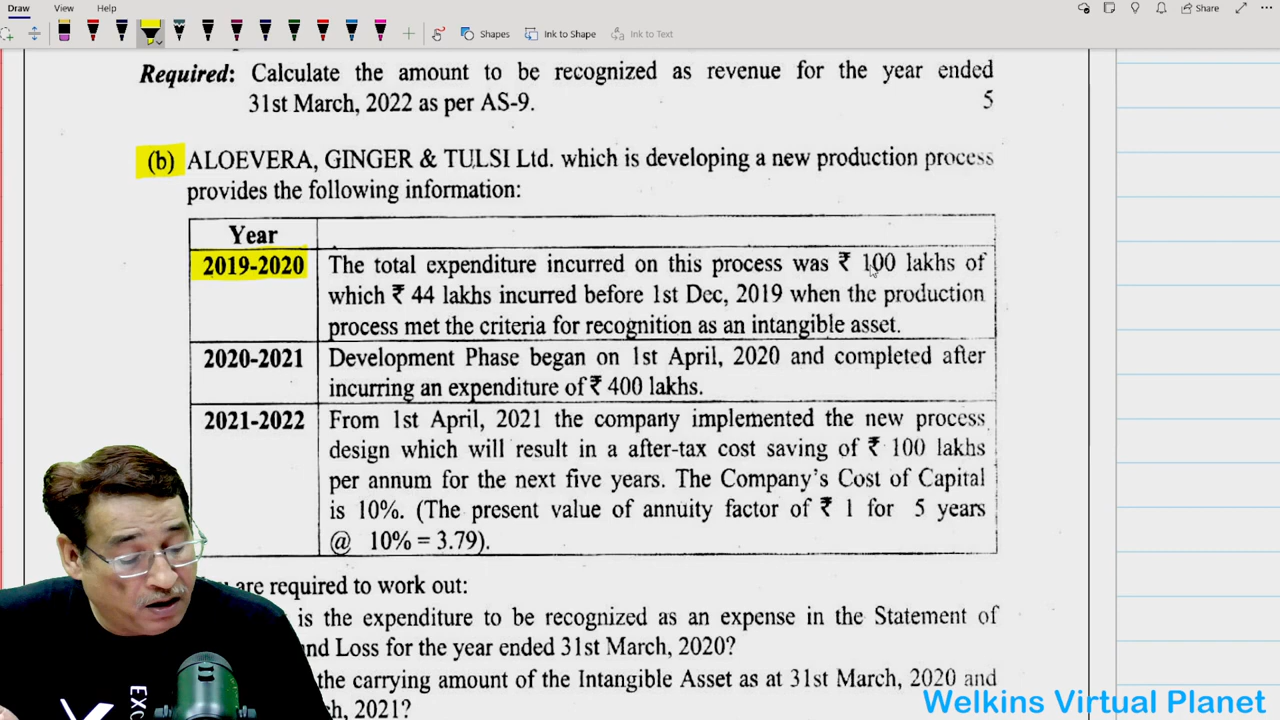 Draw View Help
Share
Shapes Ink to Shape Ink to Text
Required: Calculate the amount to be recognized as revenue for the year ended
31st March, 2022 as per AS-9. 5
(b) ALOEVERA, GINGER & TULSI Ltd. which is developing a new production process
provides the following information:
Year
2019-2020 The total expenditure incurred on this process was ₹ 100 lakhs of
which ₹ 44 lakhs incurred before 1st Dec, 2019 when the production
process met the criteria for recognition as an intangible asset.
2020-2021 Development Phase began on 1st April, 2020 and completed after
incurring an expenditure of ₹ 400 lakhs.
2021-2022 From 1st April, 2021 the company implemented the new process
design which will result in a after-tax cost saving of ₹ 100 lakhs
per annum for the next five years. The Company's Cost of Capital
is 10%. (The present value of annuity factor of ₹ 1 for 5 years
@ 10% = 3.79).
are required to work out:
is the expenditure to be recognized as an expense in the Statement of
nd Loss for the year ended 31st March, 2020?
the carrying amount of the Intangible Asset as at 31st March, 2020 and
h, 2021?
EXC
Welkins Virtual Planet